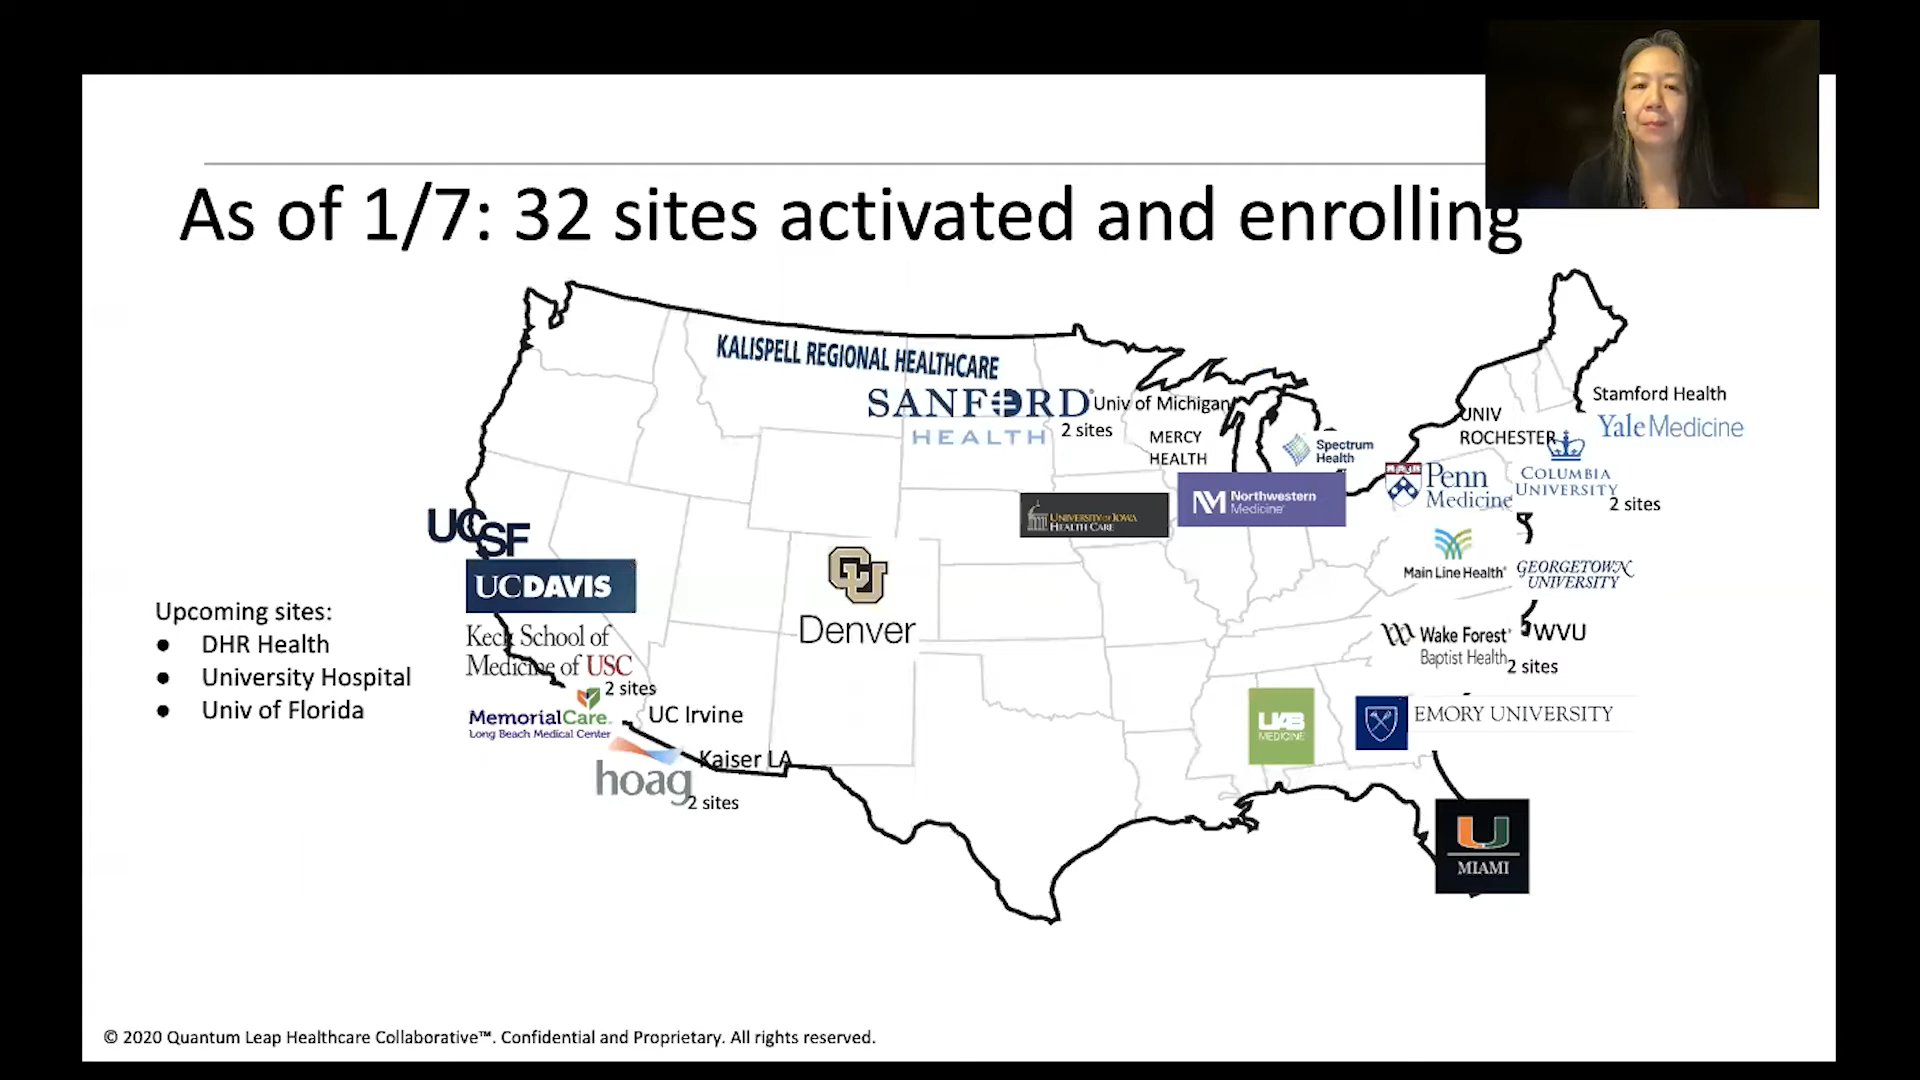 As of 1/7: 32 sites activated and enrolling
KALISPELL REGIONAL HEALTHCARE
SANFORD
HEALTH
2 sites
Univ of Michigan
MERCY
HEALTH
Spectrum
Health
UNIV
ROCHESTER
Stamford Health
Yale Medicine
COLUMBIA
UNIVERSITY
2 sites
Penn
Medicine
Northwestern
Medicine
UNIVERSITY OF IOWA
HEALTH CARE
UCSF
UCDAVIS
CU
Denver
Main Line Health
GEORGETOWN
UNIVERSITY
Upcoming sites:
● DHR Health
● University Hospital
● Univ of Florida
Keck School of
Medicine of USC
2 sites
MemorialCare
Long Beach Medical Center
UC Irvine
Kaiser LA
hoag
2 sites
Wake Forest®
Baptist Health
2 sites
WVU
UAB
MEDICINE
EMORY UNIVERSITY
U
MIAMI
© 2020 Quantum Leap Healthcare Collaborative™. Confidential and Proprietary. All rights reserved.